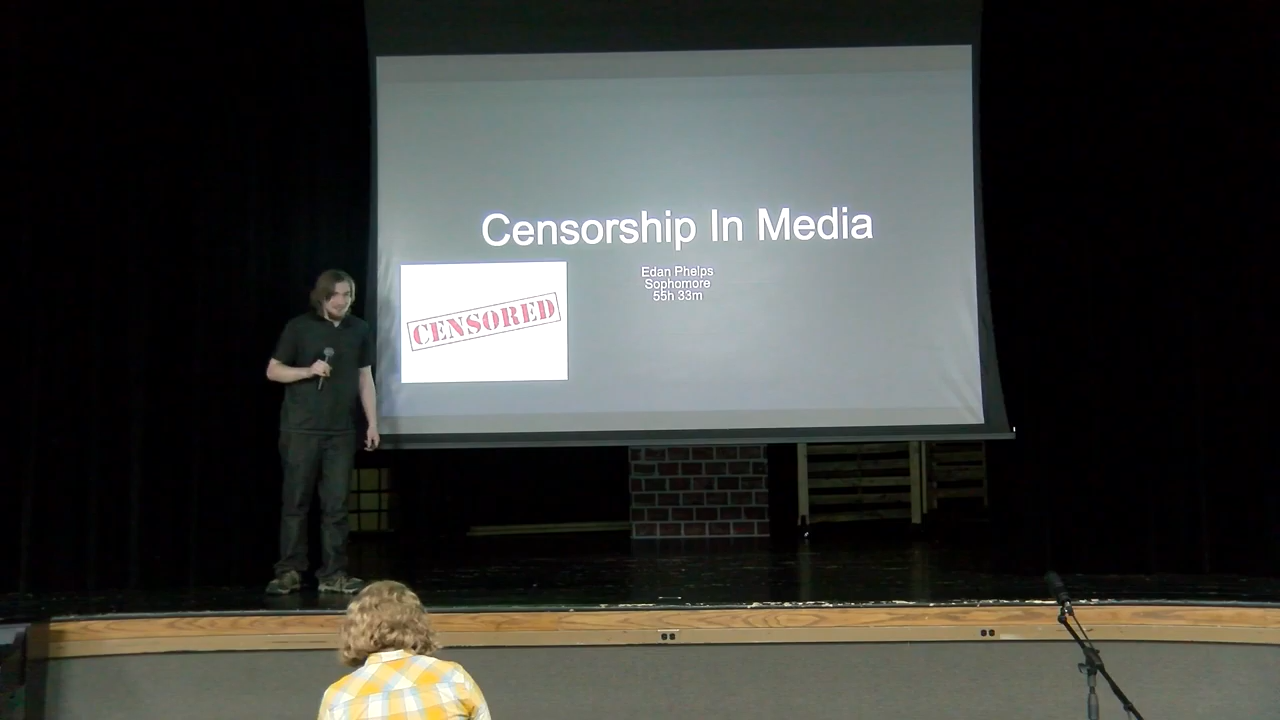 Censorship In Media
Edan Phelps
Sophomore
55h 33m
CENSORED